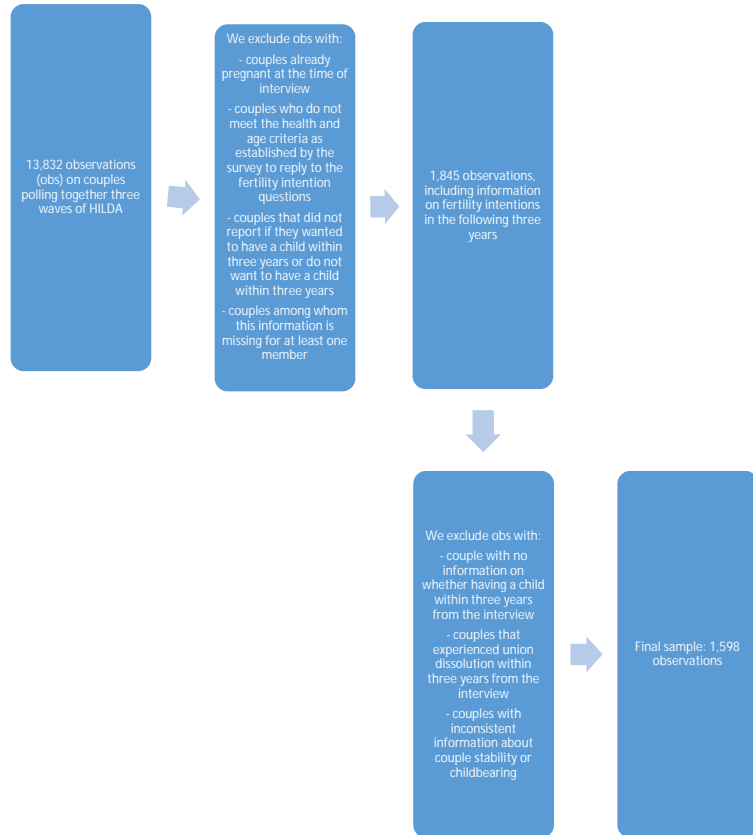 13,832 observations
(obs) on couples
polling together three
waves of HILDA
We exclude obs with:
- couples already
pregnant at the time of
interview
- couples who do not
meet the health and
age criteria as
established by the
survey to reply to the
fertility intention
questions
- couples that did not
report if they wanted
to have a child within
three years or do not
want to have a child
within three years
- couples among whom
this information is
missing for at least one
member
1,845 observations,
including information
on fertility intentions
in the following three
years
We exclude obs with:
- couple with no
information on
whether having a child
within three years
from the interview
- couples that
experienced union
dissolution within
three years from the
interview
- couples with
inconsistent
information about
couple stability or
childbearing
Final sample: 1,598
observations